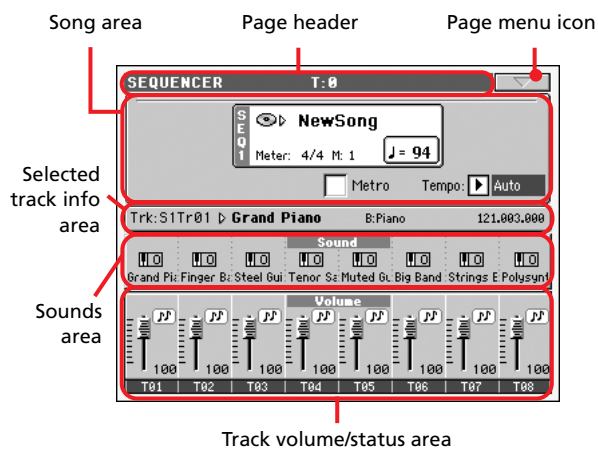 Song area
Page header
Page menu icon
SEQUENCER T:0
SEQ1
NewSong
Meter: 4/4 M: 1
♩= 94
Metro
Tempo: Auto
Selected
track info
area
Trk:S1Tr01 Grand Piano B:Piano 121.003.000
Sound
Grand Pia Finger Ba Steel Gui Tenor Sa Muted Gu Big Band Strings E Polysynt
Sounds
area
Volume
100 100 100 100 100 100 100 100
T01 T02 T03 T04 T05 T06 T07 T08
Track volume/status area